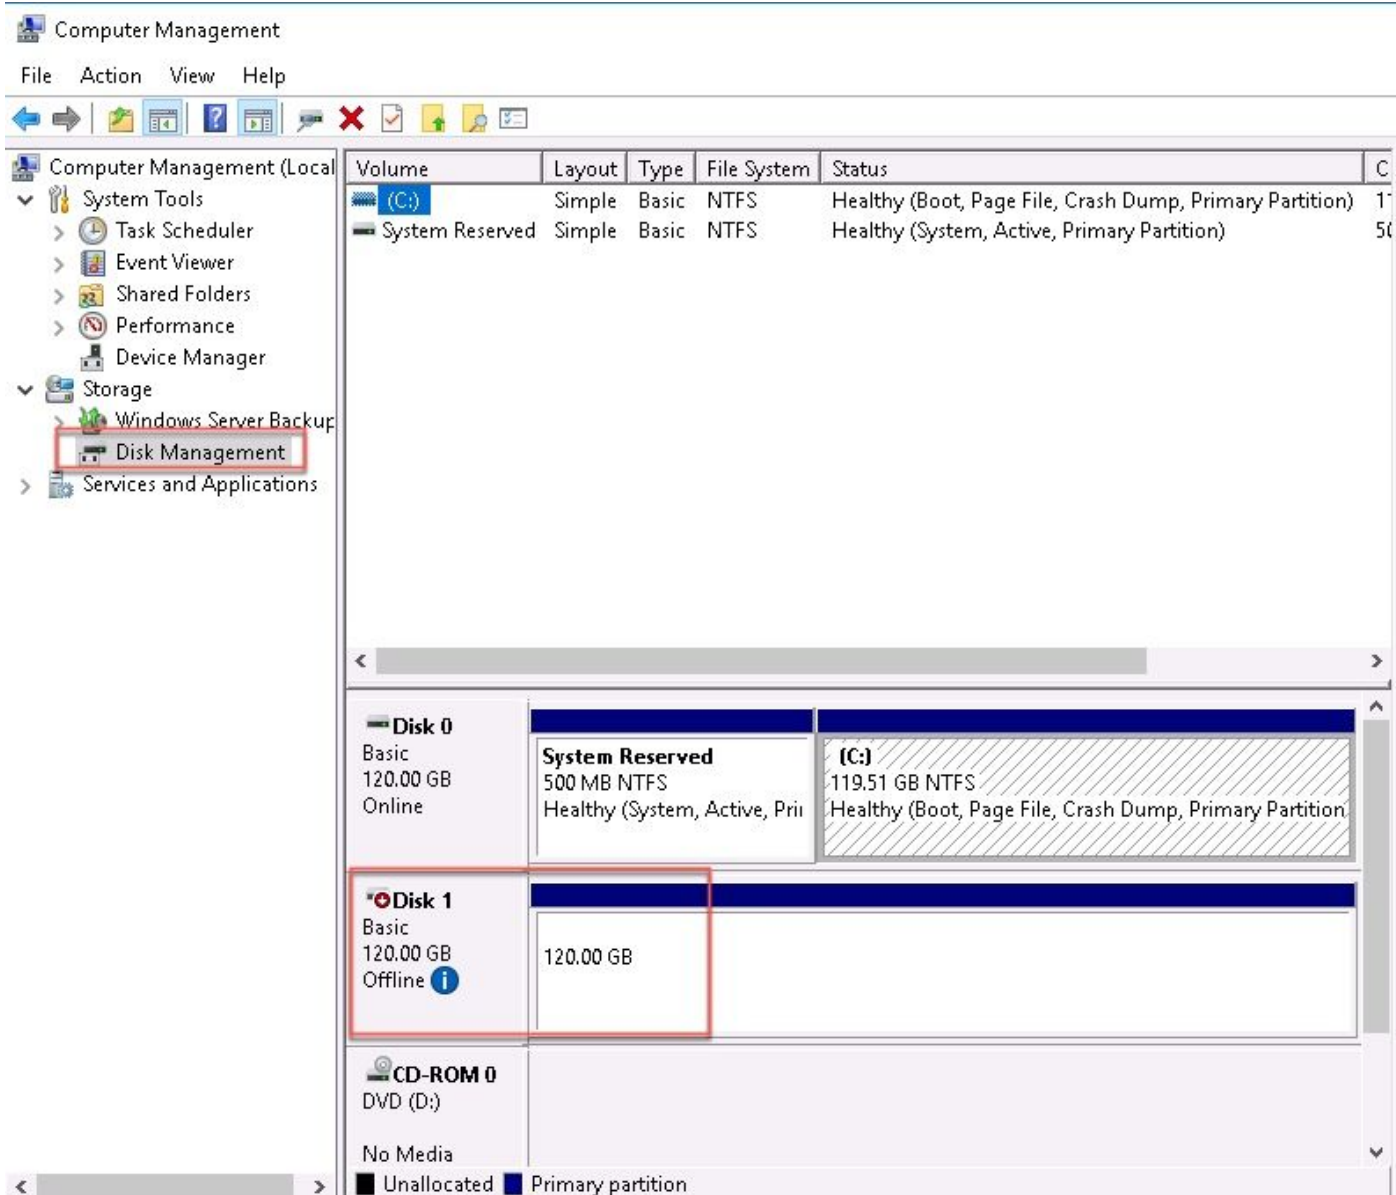 Computer Management
File Action View Help
Computer Management (Local
System Tools
Task Scheduler
Event Viewer
Shared Folders
Performance
Device Manager
Storage
Windows Server Backup
Disk Management
Services and Applications
Volume Layout Type File System Status C
(C:) Simple Basic NTFS Healthy (Boot, Page File, Crash Dump, Primary Partition)
System Reserved Simple Basic NTFS Healthy (System, Active, Primary Partition)
Disk 0
Basic
120.00 GB
Online
System Reserved
500 MB NTFS
Healthy (System, Active, Pri
(C:)
119.51 GB NTFS
Healthy (Boot, Page File, Crash Dump, Primary Partition
Disk 1
Basic
120.00 GB
Offline
120.00 GB
CD-ROM 0
DVD (D:)
No Media
Unallocated Primary partition